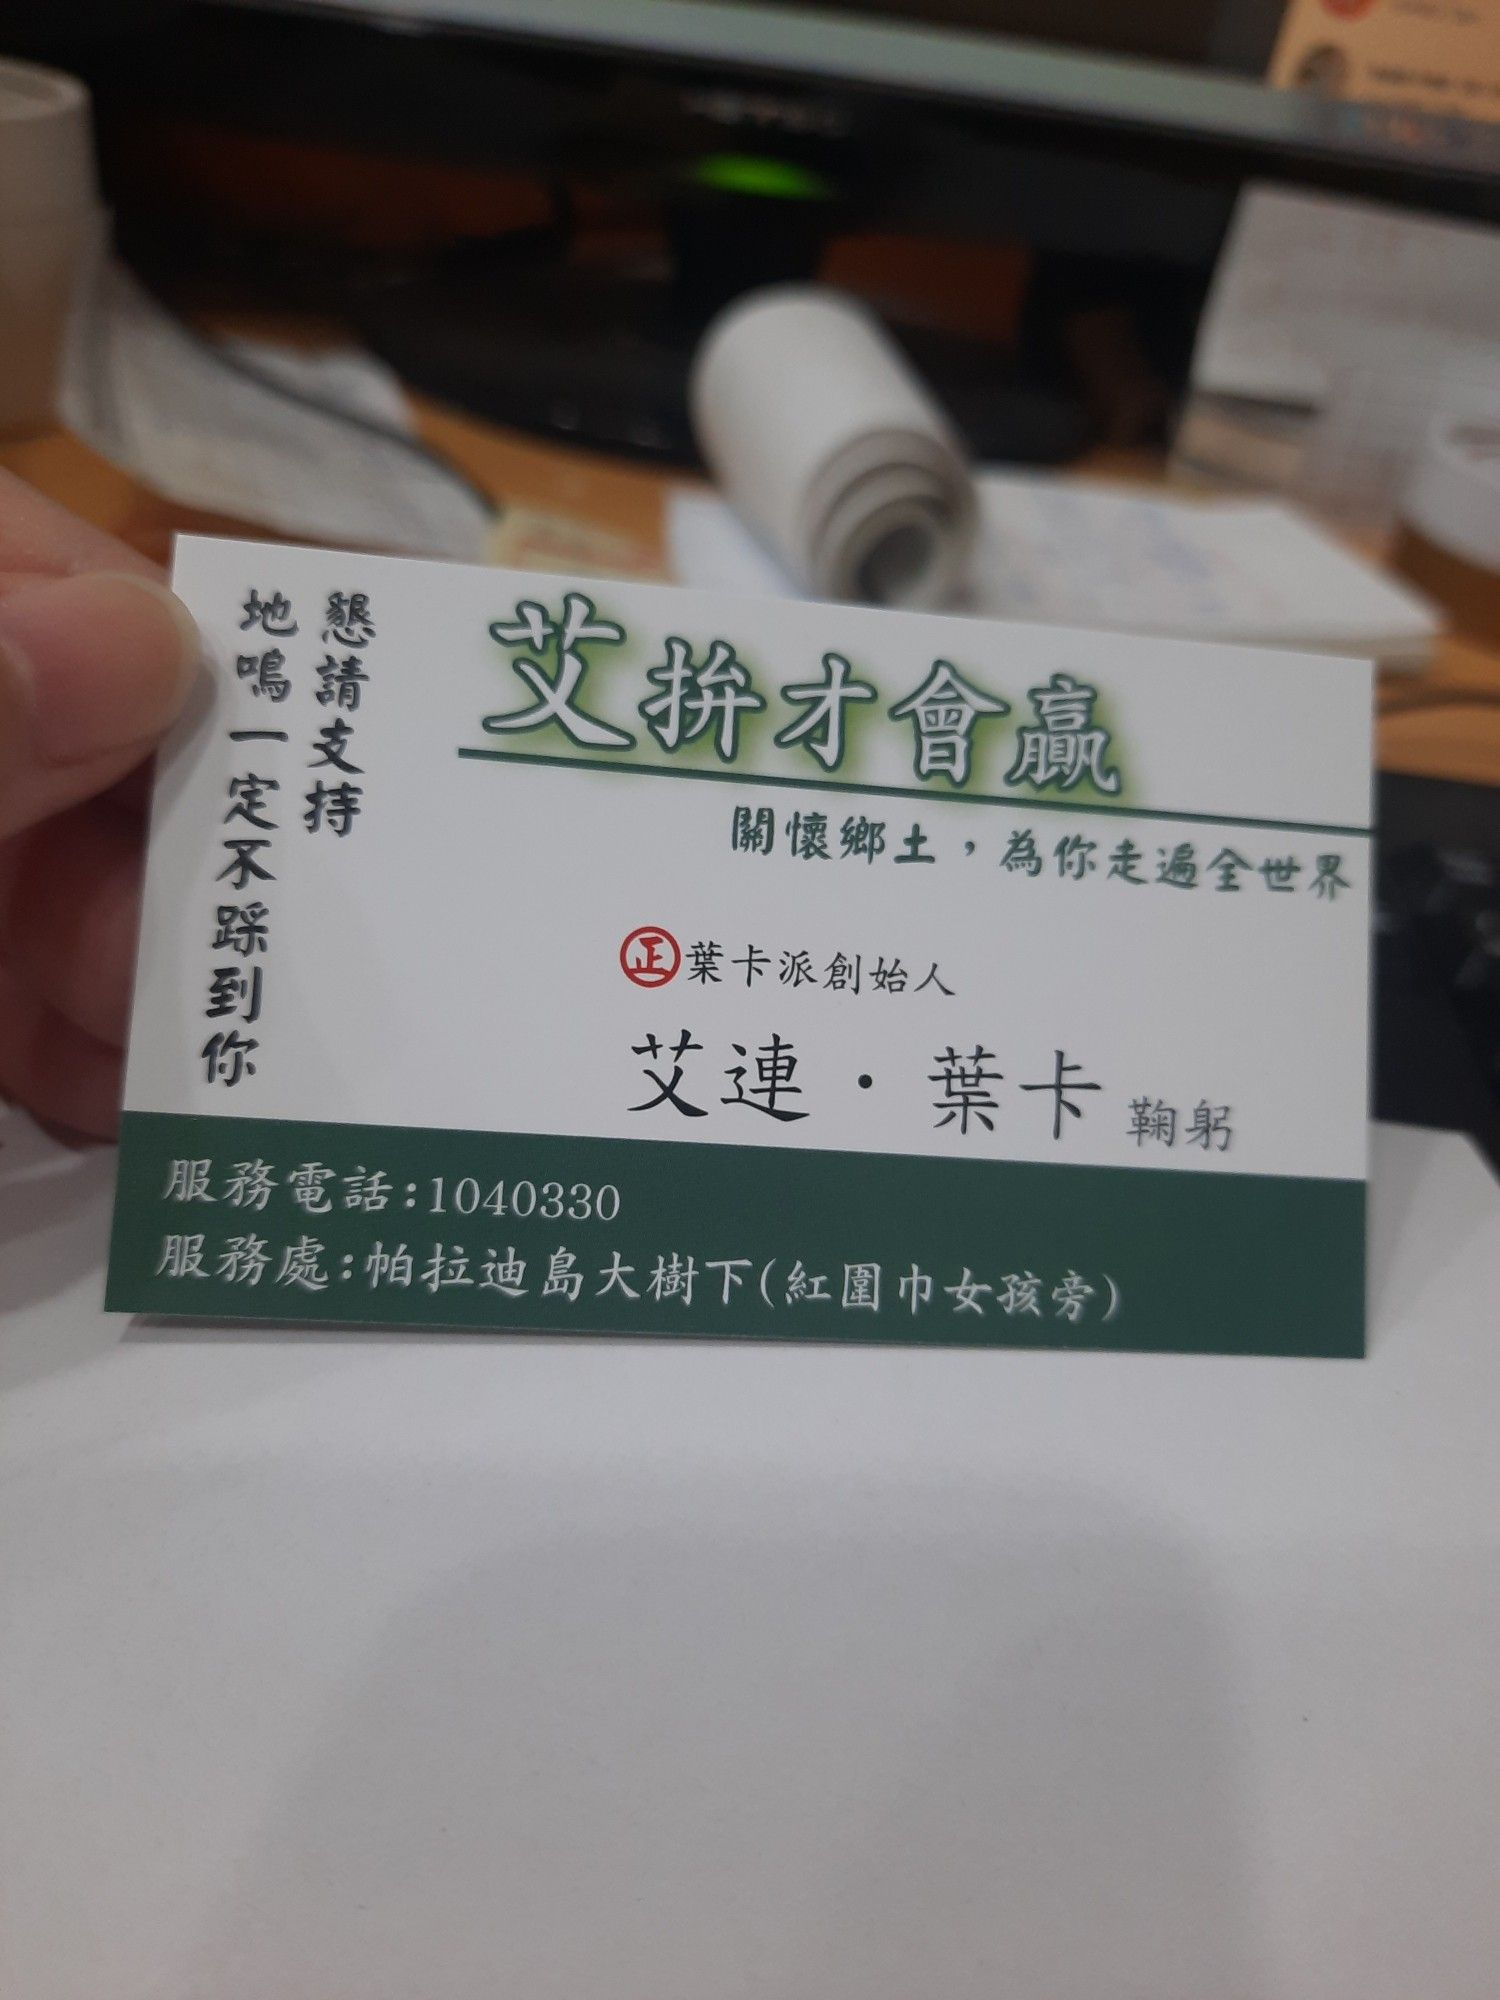 懇請支持
地鳴一定不踩到你
艾拚才會贏
關懷鄉土，為你走遍全世界
正葉卡派創始人
艾連·葉卡 鞠躬
服務電話:1040330
服務處:帕拉迪島大樹下(紅圍巾女孩旁)